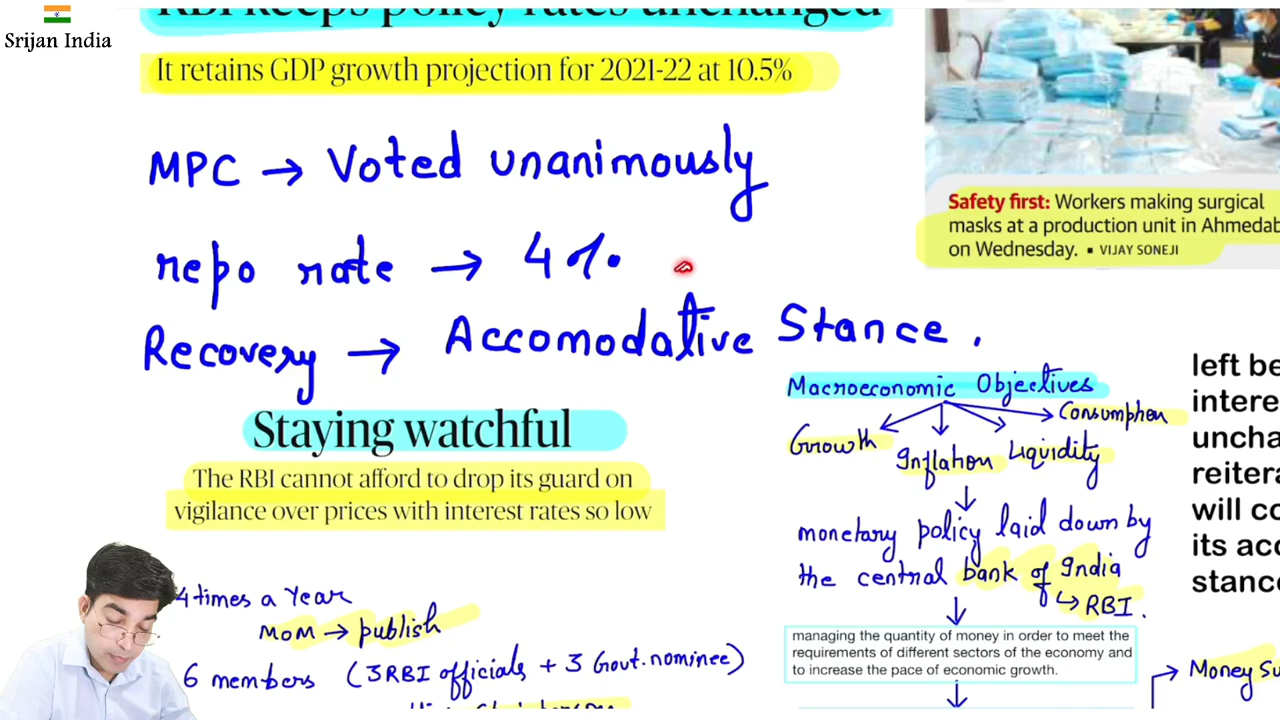 Srijan India
RBI keeps policy rates unchanged
It retains GDP growth projection for 2021-22 at 10.5%
MPC → Voted unanimously
repo rate → 4%
Recovery → Accomodative Stance.
Staying watchful
The RBI cannot afford to drop its guard on
vigilance over prices with interest rates so low
4 times a Year
MOM → publish
6 members (3 RBI officials + 3 Govt. nominee)
Safety first: Workers making surgical
masks at a production unit in Ahmedab
on Wednesday. ▪ VIJAY SONEJI
Macroeconomic Objectives
Growth Inflation Liquidity Consumption
monetary policy laid down by
the central bank of India
↳ RBI.
managing the quantity of money in order to meet the
requirements of different sectors of the economy and
to increase the pace of economic growth.
left be
intere
uncha
reitera
will co
its acc
stance
Money Su